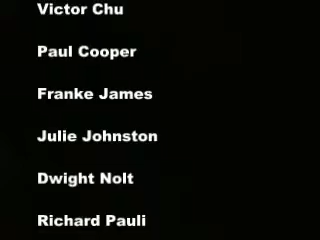 Victor Chu
Paul Cooper
Franke James
Julie Johnston
Dwight Nolt
Richard Pauli